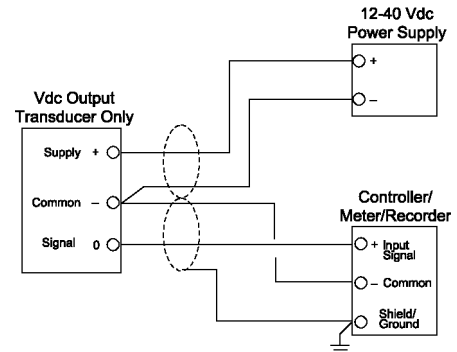 12-40 Vdc
Power Supply
+
–
Vdc Output
Transducer Only
Supply +
Common –
Signal 0
Controller/
Meter/Recorder
+ Input
Signal
– Common
Shield/
Ground